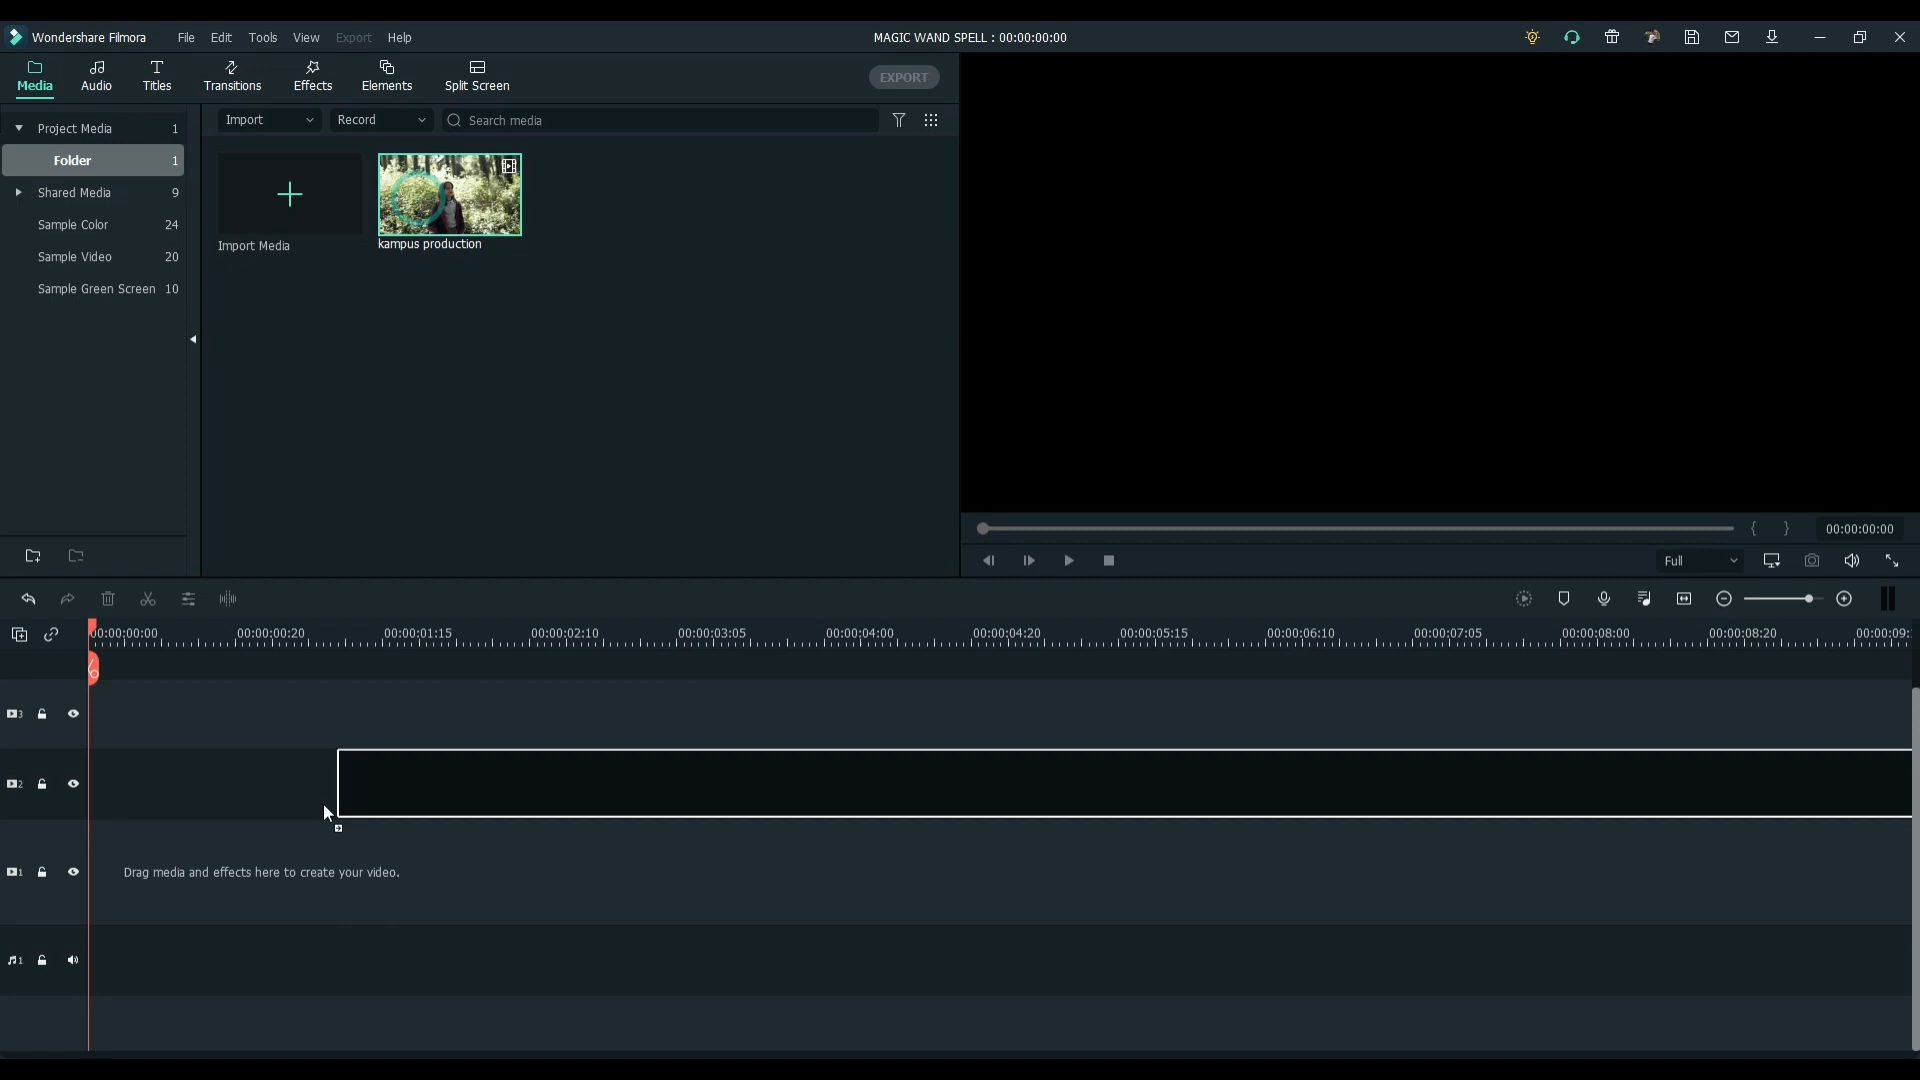 Wondershare Filmora File Edit Tools View Export Help MAGIC WAND SPELL : 00:00:00:00
Media Audio Titles Transitions Effects Elements Split Screen EXPORT
Import Record Search media
Project Media 1
Folder 1
Shared Media 9
Sample Color 24
Sample Video 20
Sample Green Screen 10
Import Media kampus production
00:00:00:00
Full
00:00:00:00 00:00:00:20 00:00:01:15 00:00:02:10 00:00:03:05 00:00:04:00 00:00:04:20 00:00:05:15 00:00:06:10 00:00:07:05 00:00:08:00 00:00:08:20 00:00:09:
3
2
1 Drag media and effects here to create your video.
1